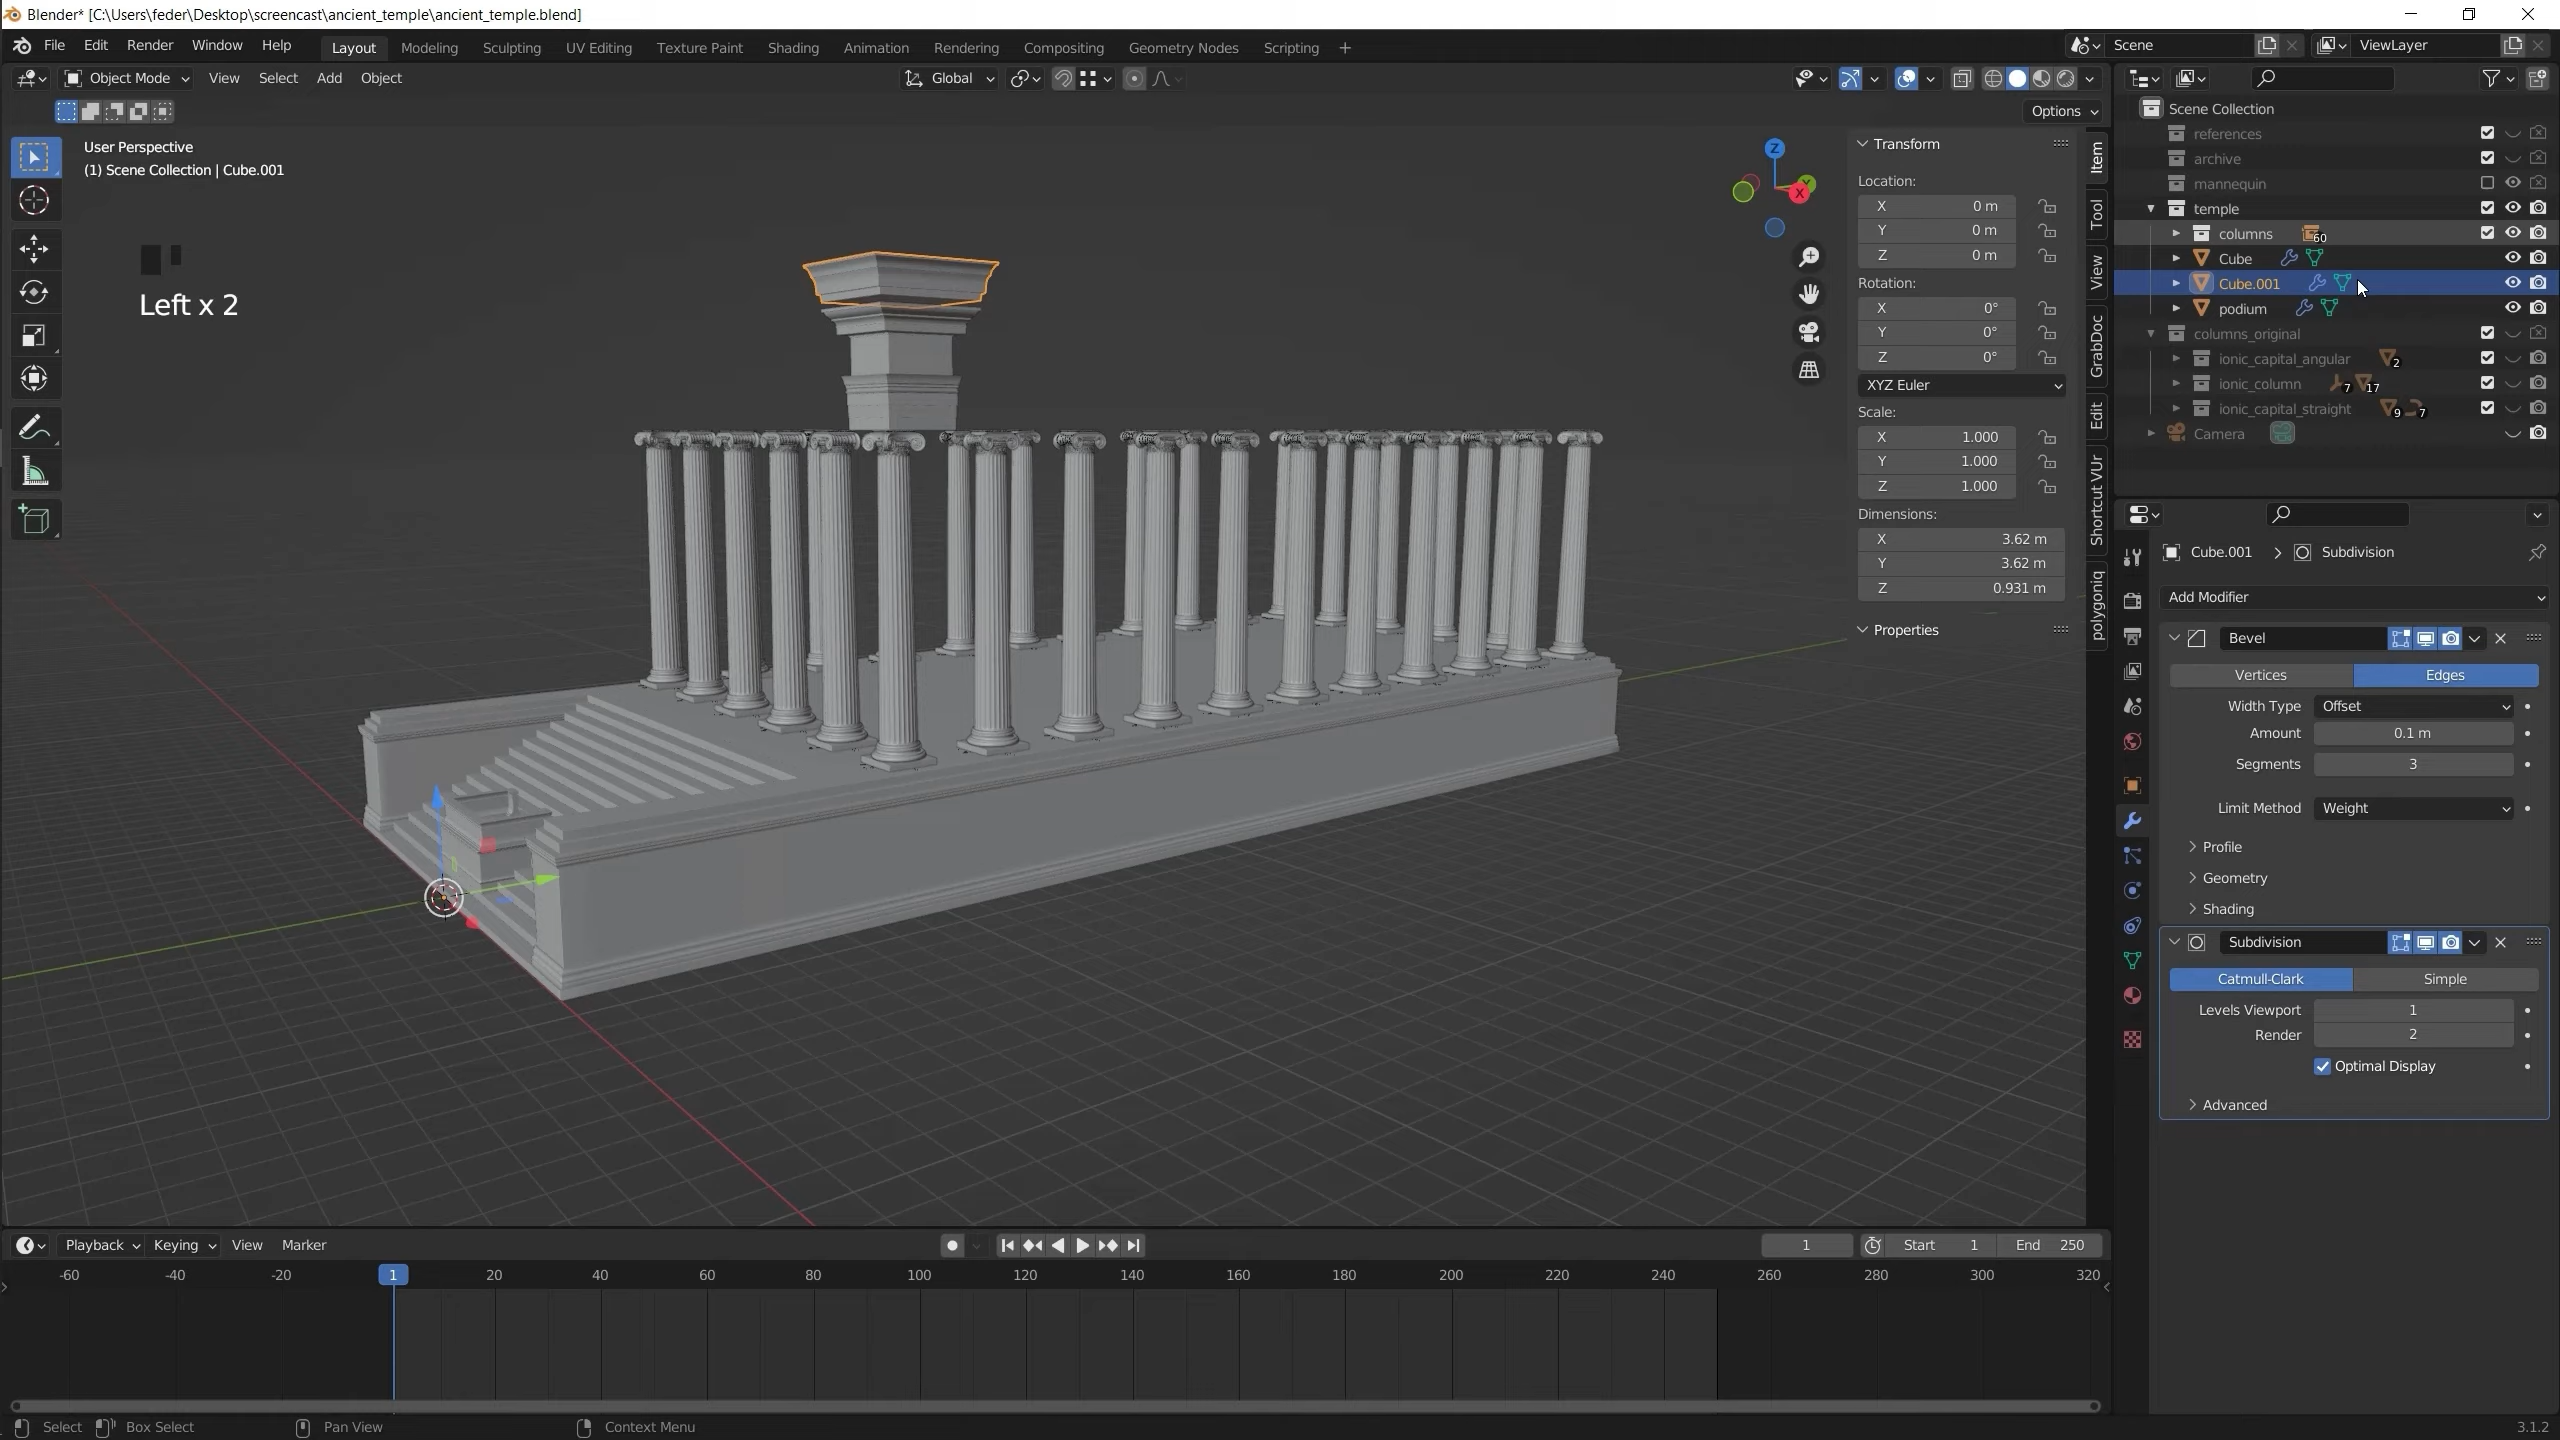 Blender* [C:\Users\feder\Desktop\screencast\ancient_temple\ancient_temple.blend]
File Edit Render Window Help Layout Modeling Sculpting UV Editing Texture Paint Shading Animation Rendering Compositing Geometry Nodes Scripting + Scene ViewLayer
Object Mode View Select Add Object Global
Options
User Perspective
(1) Scene Collection | Cube.001
Left x 2
Z
Y
X
Transform
Location:
X 0 m
Y 0 m
Z 0 m
Rotation:
X 0°
Y 0°
Z 0°
XYZ Euler
Scale:
X 1.000
Y 1.000
Z 1.000
Dimensions:
X 3.62 m
Y 3.62 m
Z 0.931 m
Properties
Item
Tool
View
GrabDoc
Edit
Shortcut VUr
polygoniq
Scene Collection
references
archive
mannequin
temple
columns 60
Cube
Cube.001
podium
columns_original
ionic_capital_angular 2
ionic_column 7 17
ionic_capital_straight 9 7
Camera
Cube.001 > Subdivision
Add Modifier
Bevel
Vertices Edges
Width Type Offset
Amount 0.1 m
Segments 3
Limit Method Weight
Profile
Geometry
Shading
Subdivision
Catmull-Clark Simple
Levels Viewport 1
Render 2
Optimal Display
Advanced
Playback Keying View Marker 1 Start 1 End 250
-60 -40 -20 1 20 40 60 80 100 120 140 160 180 200 220 240 260 280 300 320
Select Box Select Pan View Context Menu 3.1.2